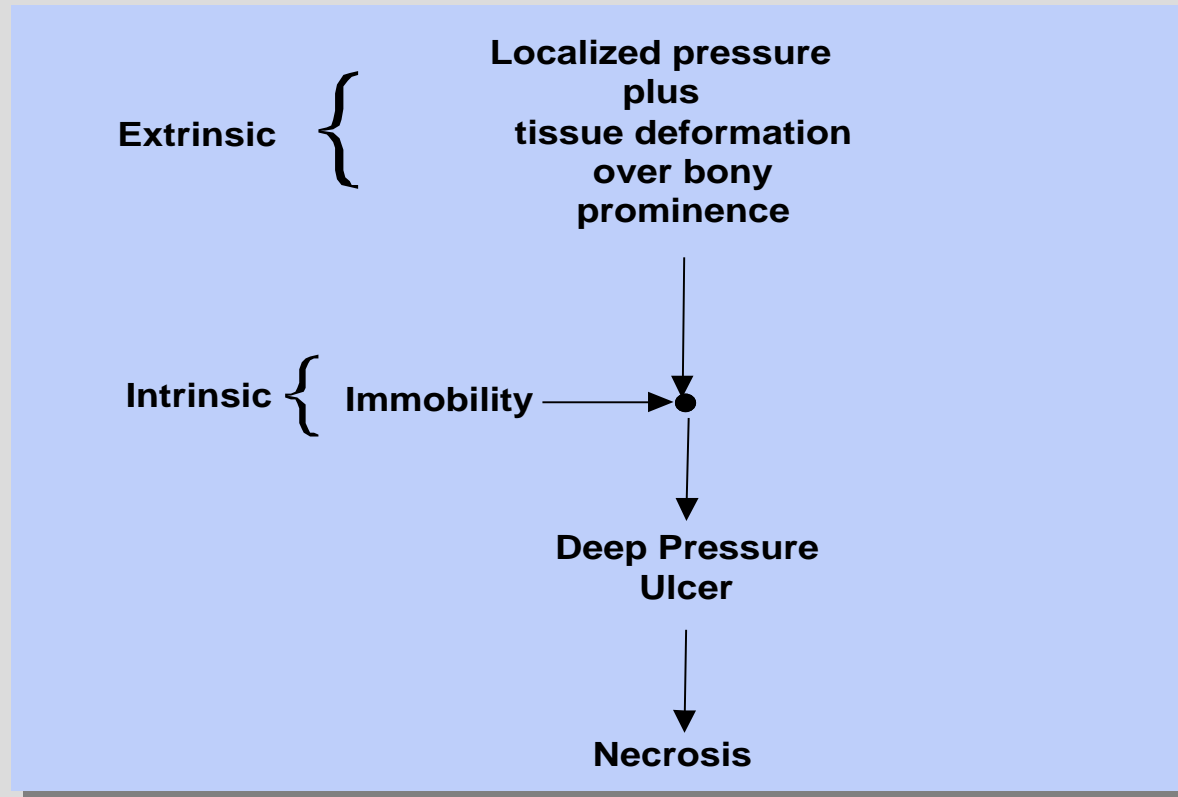 Localized pressure
plus
Extrinsic
tissue deformation
over bony
prominence
Intrinsic
Immobility
Deep Pressure
Ulcer
Necrosis